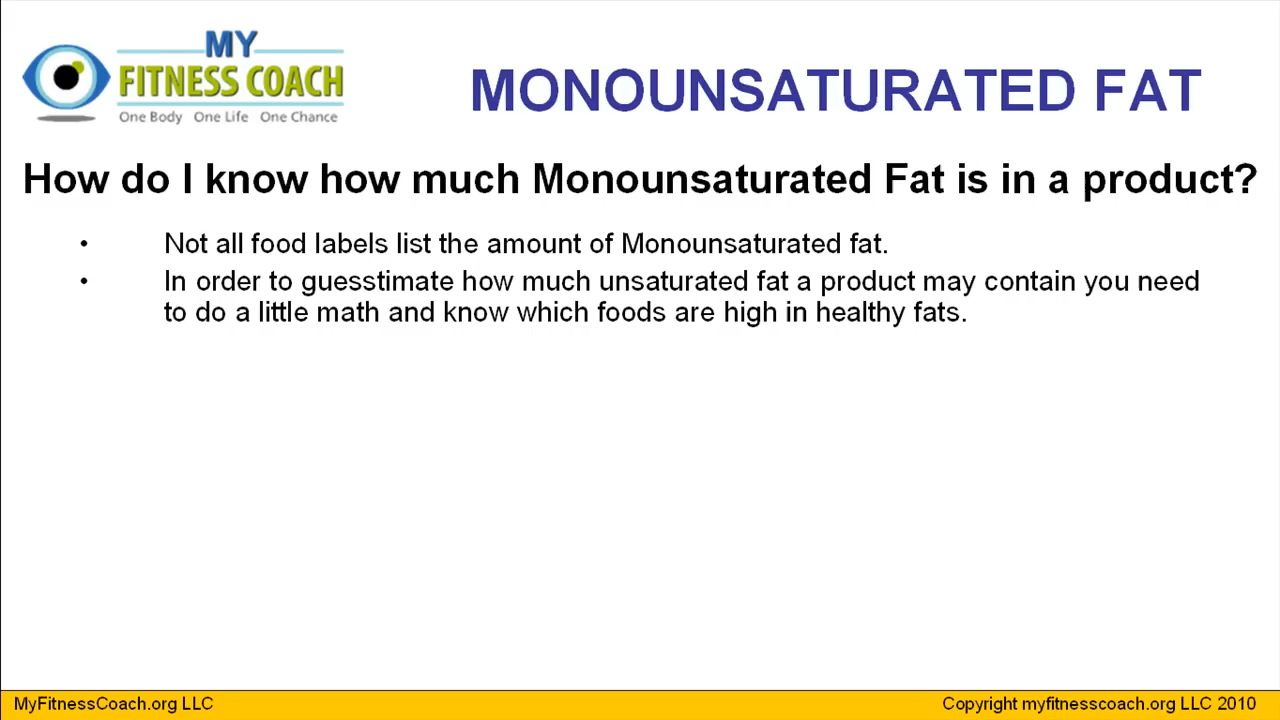 MY
FITNESS COACH
One Body One Life One Chance
MONOUNSATURATED FAT
How do I know how much Monounsaturated Fat is in a product?
• Not all food labels list the amount of Monounsaturated fat.
• In order to guesstimate how much unsaturated fat a product may contain you need
to do a little math and know which foods are high in healthy fats.
MyFitnessCoach.org LLC
Copyright myfitnesscoach.org LLC 2010